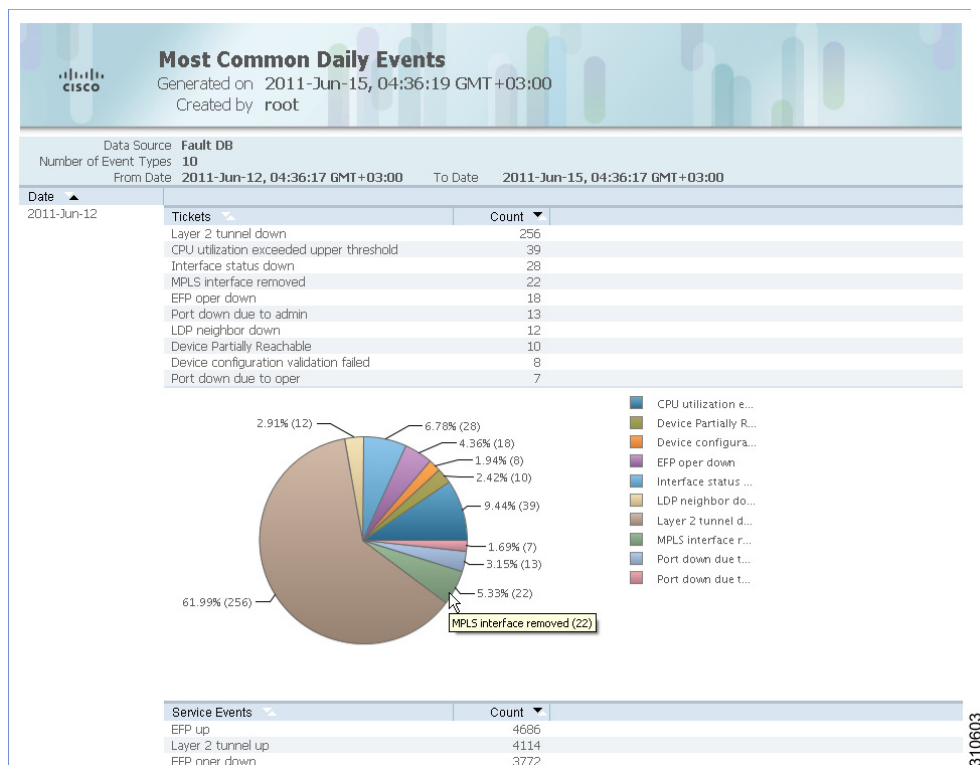 Most Common Daily Events
cisco
Generated on 2011-Jun-15, 04:36:19 GMT+03:00
Created by root
Data Source Fault DB
Number of Event Types 10
From Date 2011-Jun-12, 04:36:17 GMT+03:00 To Date 2011-Jun-15, 04:36:17 GMT+03:00
Date
2011-Jun-12
Tickets Count
Layer 2 tunnel down 256
CPU utilization exceeded upper threshold 39
Interface status down 28
MPLS interface removed 22
EFP oper down 18
Port down due to admin 13
LDP neighbor down 12
Device Partially Reachable 10
Device configuration validation failed 8
Port down due to oper 7
2.91% (12)
6.78% (28)
4.36% (18)
1.94% (8)
2.42% (10)
9.44% (39)
1.69% (7)
3.15% (13)
5.33% (22)
61.99% (256)
MPLS interface removed (22)
CPU utilization e...
Device Partially R...
Device configura...
EFP oper down
Interface status ...
LDP neighbor do...
Layer 2 tunnel d...
MPLS interface r...
Port down due t...
Port down due t...
Service Events Count
EFP up 4686
Layer 2 tunnel up 4114
EFP oper down 3772
310603